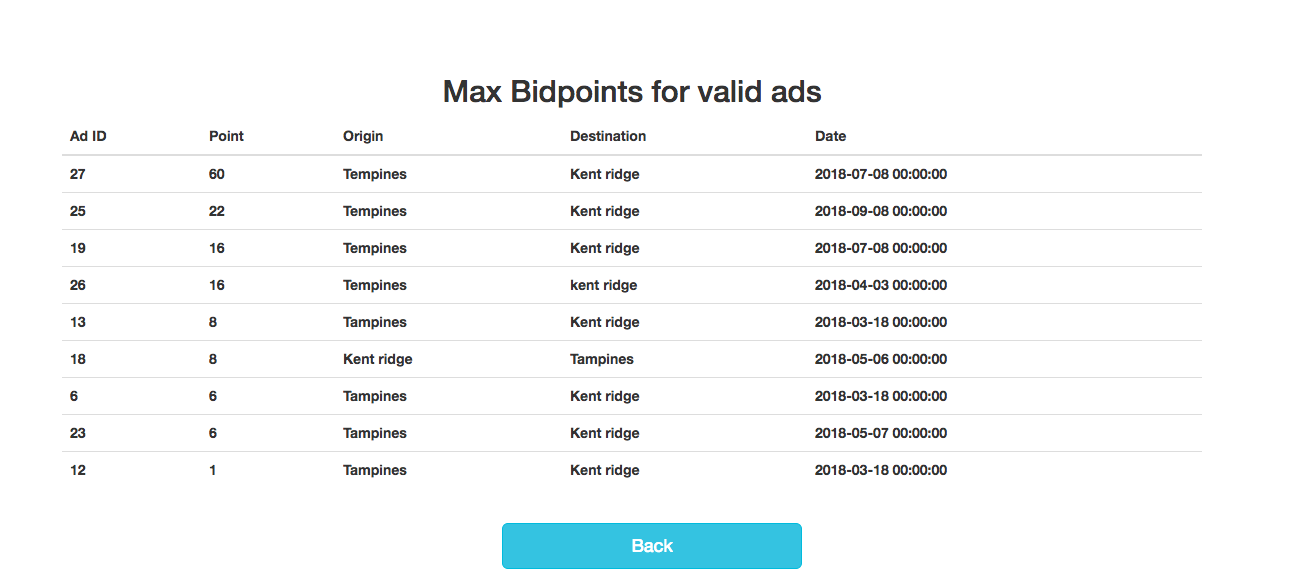 Max Bidpoints for valid ads
Ad ID Point Origin Destination Date
27 60 Tempines Kent ridge 2018-07-08 00:00:00
25 22 Tempines Kent ridge 2018-09-08 00:00:00
19 16 Tempines Kent ridge 2018-07-08 00:00:00
26 16 Tempines kent ridge 2018-04-03 00:00:00
13 8 Tampines Kent ridge 2018-03-18 00:00:00
18 8 Kent ridge Tampines 2018-05-06 00:00:00
6 6 Tampines Kent ridge 2018-03-18 00:00:00
23 6 Tampines Kent ridge 2018-05-07 00:00:00
12 1 Tampines Kent ridge 2018-03-18 00:00:00
Back